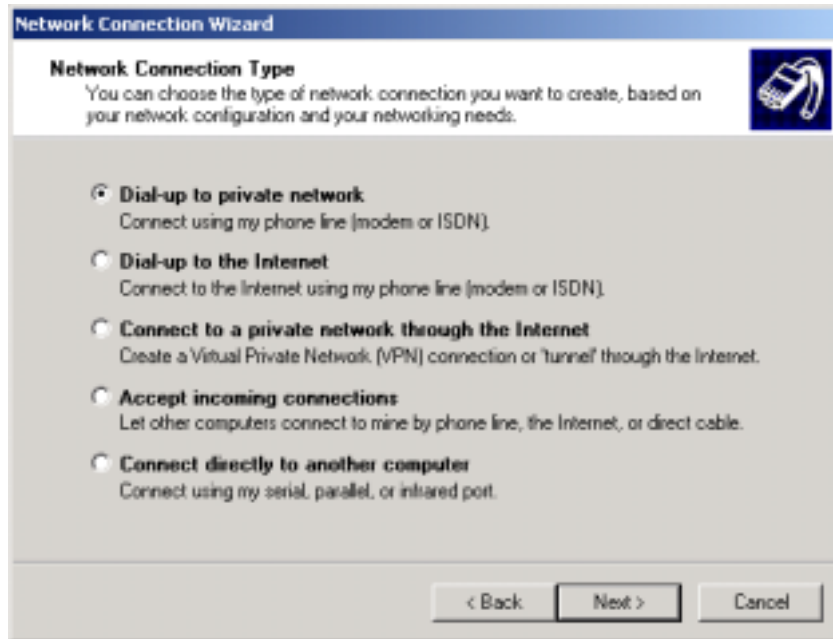 Network Connection Wizard
Network Connection Type
You can choose the type of network connection you want to create, based on
your network configuration and your networking needs.
Dial-up to private network
Connect using my phone line (modem or ISDN).
Dial-up to the Internet
Connect to the Internet using my phone line (modem or ISDN).
Connect to a private network through the Internet
Create a Virtual Private Network (VPN) connection or 'tunnel' through the Internet.
Accept incoming connections
Let other computers connect to mine by phone line, the Internet, or direct cable.
Connect directly to another computer
Connect using my serial, parallel, or infrared port.
< Back Next > Cancel